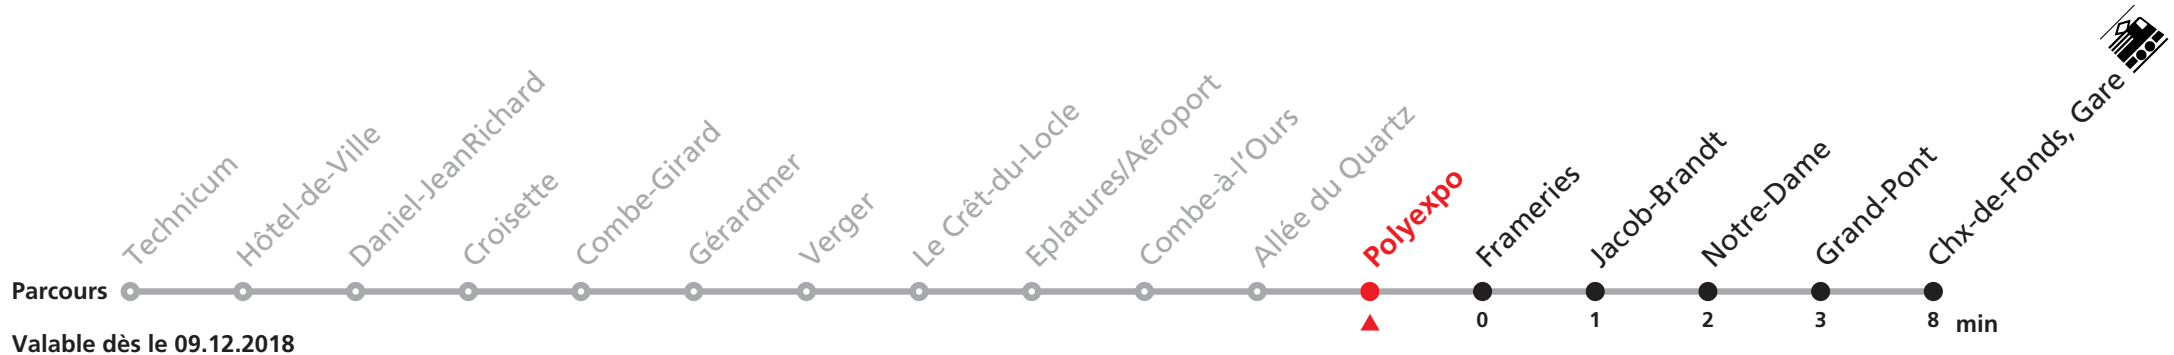 Technicum
Hôtel-de-Ville
Daniel-JeanRichard
Croisette
Combe-Girard
Gérardmer
Verger
Le Crêt-du-Locle
Eplatures/Aéroport
Combe-à-l'Ours
Allée du Quartz
Polyexpo
Frameries
Jacob-Brandt
Notre-Dame
Grand-Pont
Chx-de-Fonds, Gare
Parcours
0 1 2 3 8 min
Valable dès le 09.12.2018